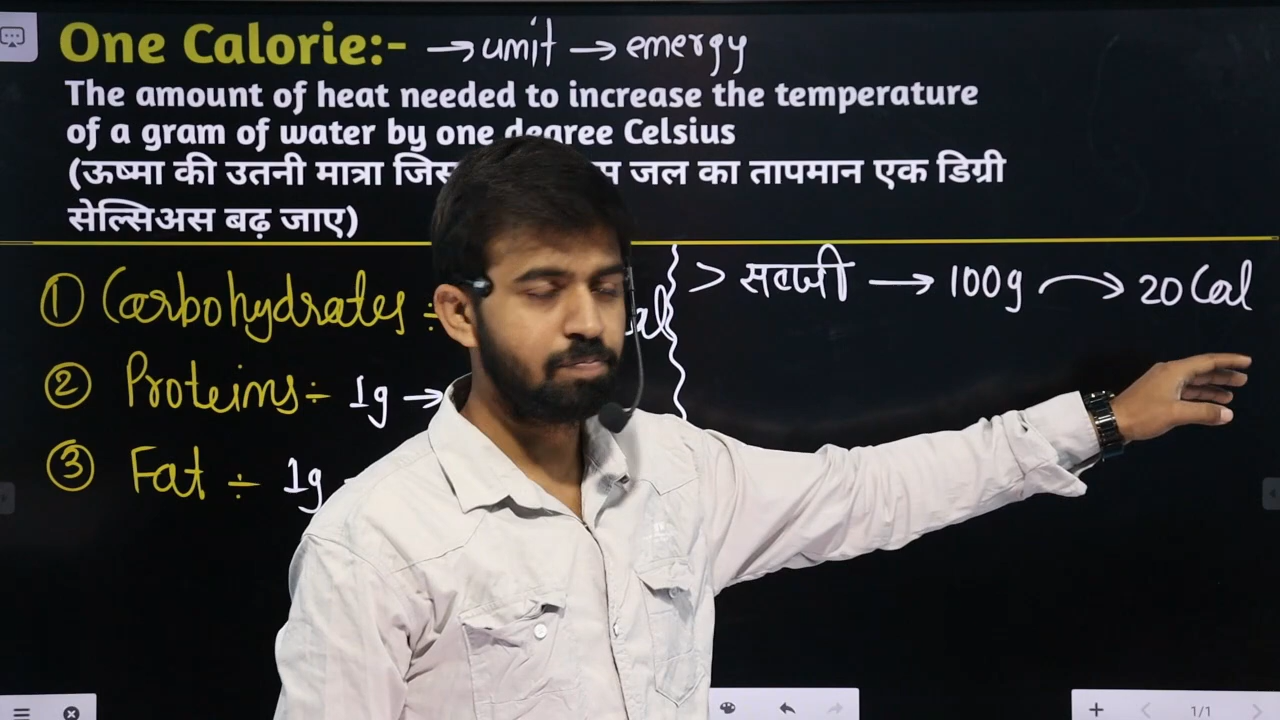 One Calorie:- → unit → energy
The amount of heat needed to increase the temperature
of a gram of water by one degree Celsius
(ऊष्मा की उतनी मात्रा जल का तापमान एक डिग्री
सेल्सिअस बढ़ जाए)
① Carbohydrates ÷
② Proteins ÷ 1g →
③ Fat ÷ 1g
> सब्जी → 100g → 20 Cal
1/1